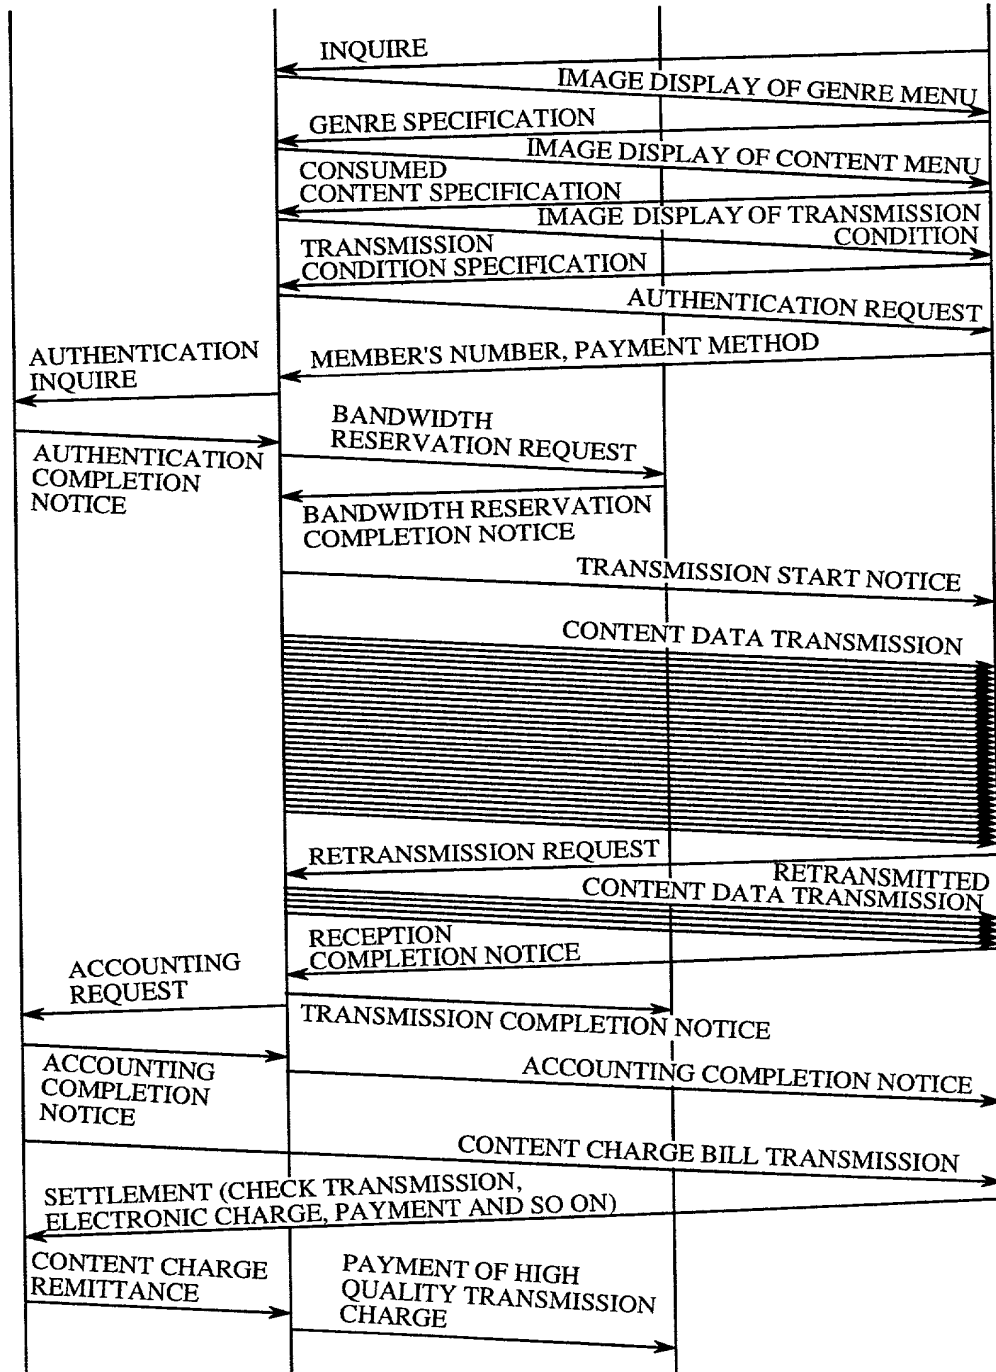 INQUIRE
IMAGE DISPLAY OF GENRE MENU
GENRE SPECIFICATION
IMAGE DISPLAY OF CONTENT MENU
CONSUMED
CONTENT SPECIFICATION
IMAGE DISPLAY OF TRANSMISSION
CONDITION
TRANSMISSION
CONDITION SPECIFICATION
AUTHENTICATION REQUEST
MEMBER'S NUMBER, PAYMENT METHOD
AUTHENTICATION
INQUIRE
BANDWIDTH
RESERVATION REQUEST
AUTHENTICATION
COMPLETION
NOTICE
BANDWIDTH RESERVATION
COMPLETION NOTICE
TRANSMISSION START NOTICE
CONTENT DATA TRANSMISSION
RETRANSMISSION REQUEST
RETRANSMITTED
CONTENT DATA TRANSMISSION
RECEPTION
COMPLETION NOTICE
ACCOUNTING
REQUEST
TRANSMISSION COMPLETION NOTICE
ACCOUNTING
COMPLETION
NOTICE
ACCOUNTING COMPLETION NOTICE
CONTENT CHARGE BILL TRANSMISSION
SETTLEMENT (CHECK TRANSMISSION,
ELECTRONIC CHARGE, PAYMENT AND SO ON)
CONTENT CHARGE
REMITTANCE
PAYMENT OF HIGH
QUALITY TRANSMISSION
CHARGE